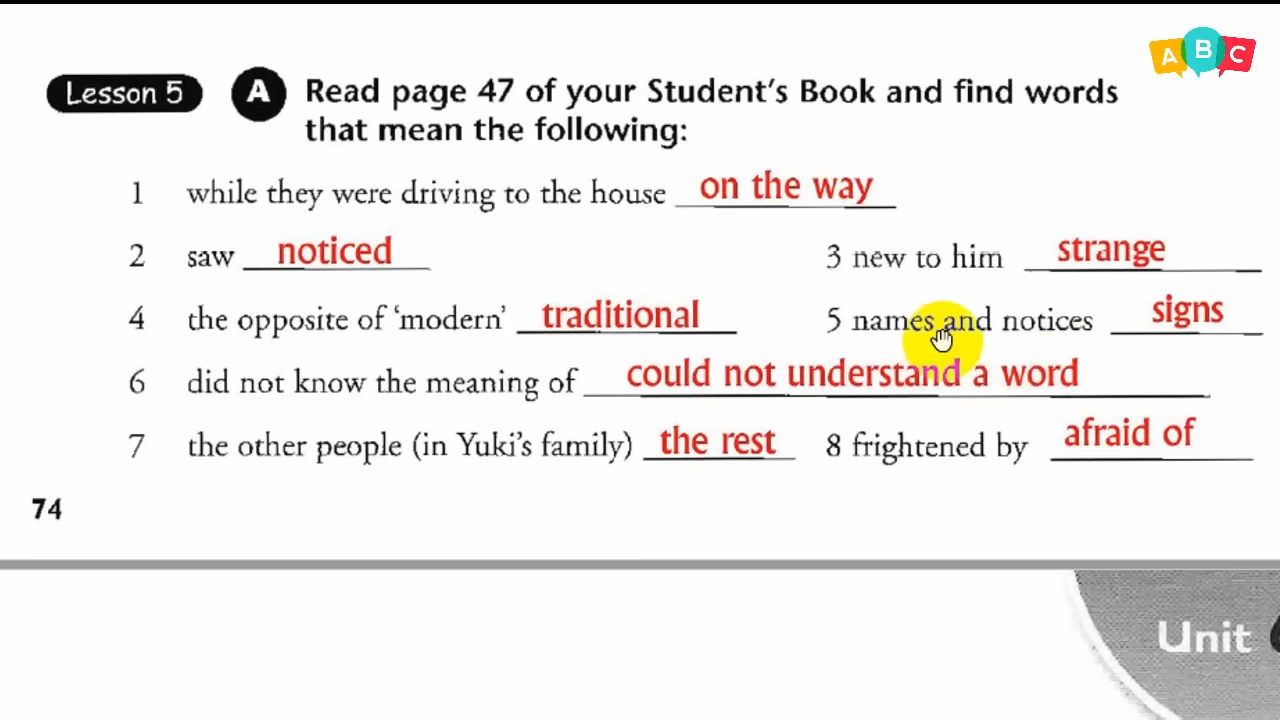 A B C
Lesson 5 A Read page 47 of your Student's Book and find words
that mean the following:
1 while they were driving to the house on the way
2 saw noticed 3 new to him strange
4 the opposite of 'modern' traditional 5 names and notices signs
6 did not know the meaning of could not understand a word
7 the other people (in Yuki's family) the rest 8 frightened by afraid of
74
Unit